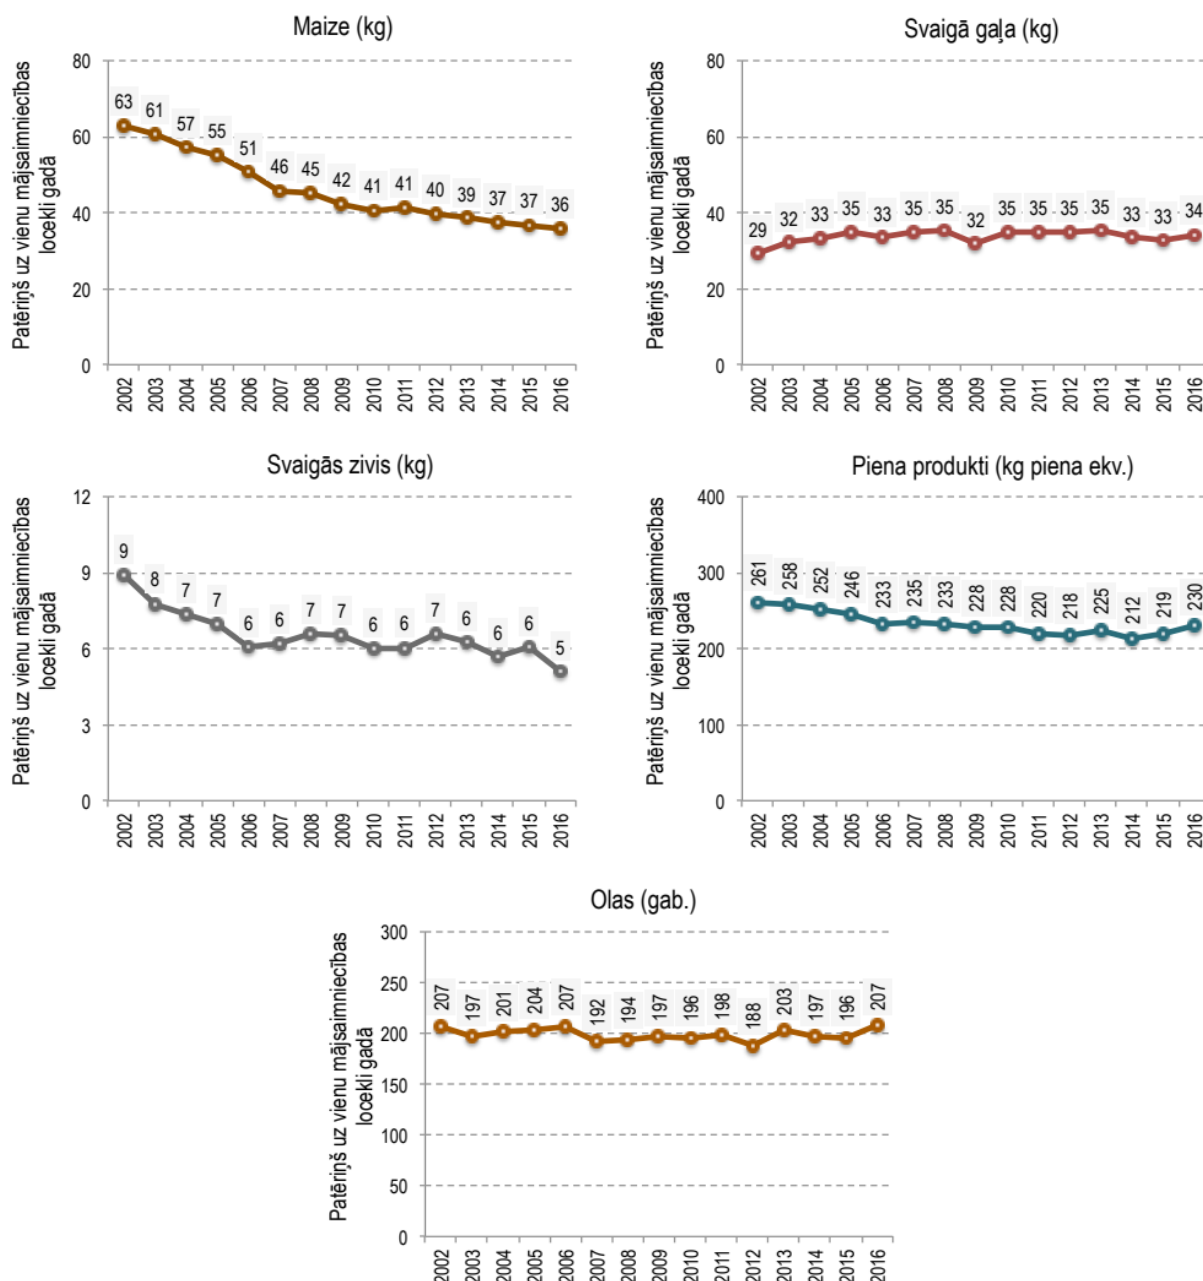 Maize (kg)
Patēriņš uz vienu mājsaimniecības
locekli gadā
80
60
40
20
0
63 61 57 55 51 46 45 42 41 41 40 39 37 37 36
2002 2003 2004 2005 2006 2007 2008 2009 2010 2011 2012 2013 2014 2015 2016
Svaigā gaļa (kg)
Patēriņš uz vienu mājsaimniecības
locekli gadā
80
60
40
20
0
29 32 33 35 33 35 35 32 35 35 35 35 33 33 34
2002 2003 2004 2005 2006 2007 2008 2009 2010 2011 2012 2013 2014 2015 2016
Svaigās zivis (kg)
Patēriņš uz vienu mājsaimniecības
locekli gadā
12
9
6
3
0
9 8 7 7 6 6 7 7 6 6 7 6 6 6 5
2002 2003 2004 2005 2006 2007 2008 2009 2010 2011 2012 2013 2014 2015 2016
Piena produkti (kg piena ekv.)
Patēriņš uz vienu mājsaimniecības
locekli gadā
400
300
200
100
0
261 258 252 246 233 235 233 228 228 220 218 225 212 219 230
2002 2003 2004 2005 2006 2007 2008 2009 2010 2011 2012 2013 2014 2015 2016
Olas (gab.)
Patēriņš uz vienu mājsaimniecības
locekli gadā
300
250
200
150
100
50
0
207 197 201 204 207 192 194 197 196 198 188 203 197 196 207
2002 2003 2004 2005 2006 2007 2008 2009 2010 2011 2012 2013 2014 2015 2016